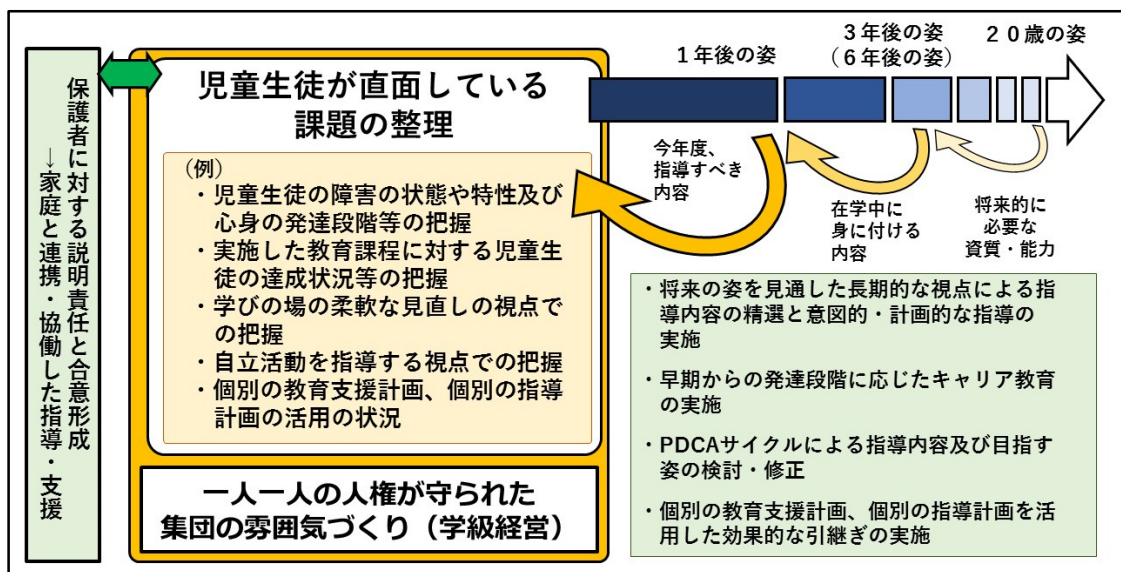 保護者に対する説明責任と合意形成
→家庭と連携・協働した指導・支援
児童生徒が直面している
課題の整理
（例）
・児童生徒の障害の状態や特性及び
心身の発達段階等の把握
・実施した教育課程に対する児童生
徒の達成状況等の把握
・学びの場の柔軟な見直しの視点で
の把握
・自立活動を指導する視点での把握
・個別の教育支援計画、個別の指導
計画の活用の状況
一人一人の人権が守られた
集団の雰囲気づくり（学級経営）
１年後の姿
３年後の姿
（６年後の姿）
２０歳の姿
今年度、
指導すべき
内容
在学中に
身に付ける
内容
将来的に
必要な
資質・能力
・将来の姿を見通した長期的な視点による指
導内容の精選と意図的・計画的な指導の
実施
・早期からの発達段階に応じたキャリア教育
の実施
・PDCAサイクルによる指導内容及び目指す
姿の検討・修正
・個別の教育支援計画、個別の指導計画を活
用した効果的な引継ぎの実施